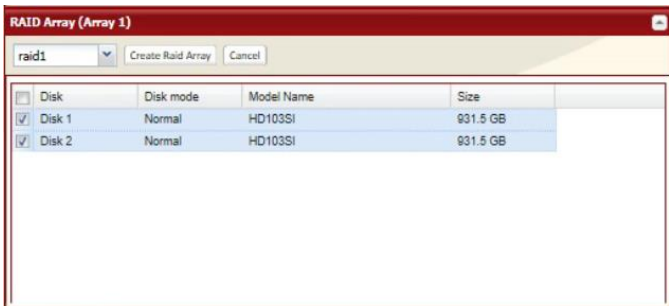 RAID Array (Array 1)
raid1 Create Raid Array Cancel
Disk Disk mode Model Name Size
Disk 1 Normal HD103SI 931.5 GB
Disk 2 Normal HD103SI 931.5 GB